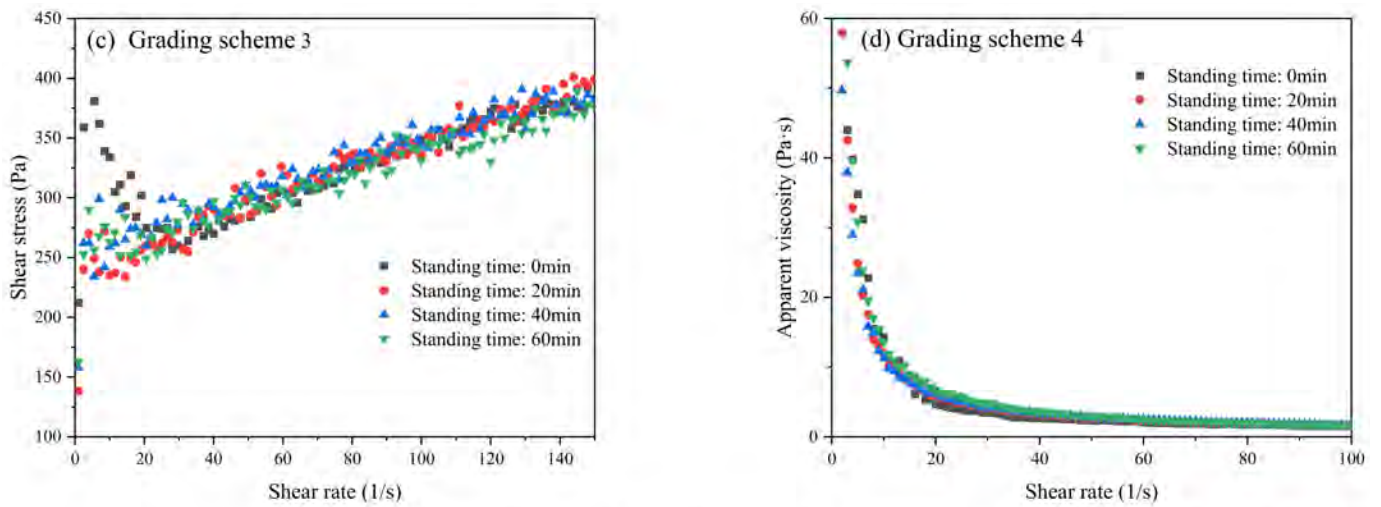 (c) Grading scheme 3
450
400
350
300
250
200
150
100
Shear stress (Pa)
Standing time: 0min
Standing time: 20min
Standing time: 40min
Standing time: 60min
0 20 40 60 80 100 120 140
Shear rate (1/s)
(d) Grading scheme 4
60
40
20
0
Apparent viscosity (Pa·s)
Standing time: 0min
Standing time: 20min
Standing time: 40min
Standing time: 60min
0 20 40 60 80 100
Shear rate (1/s)